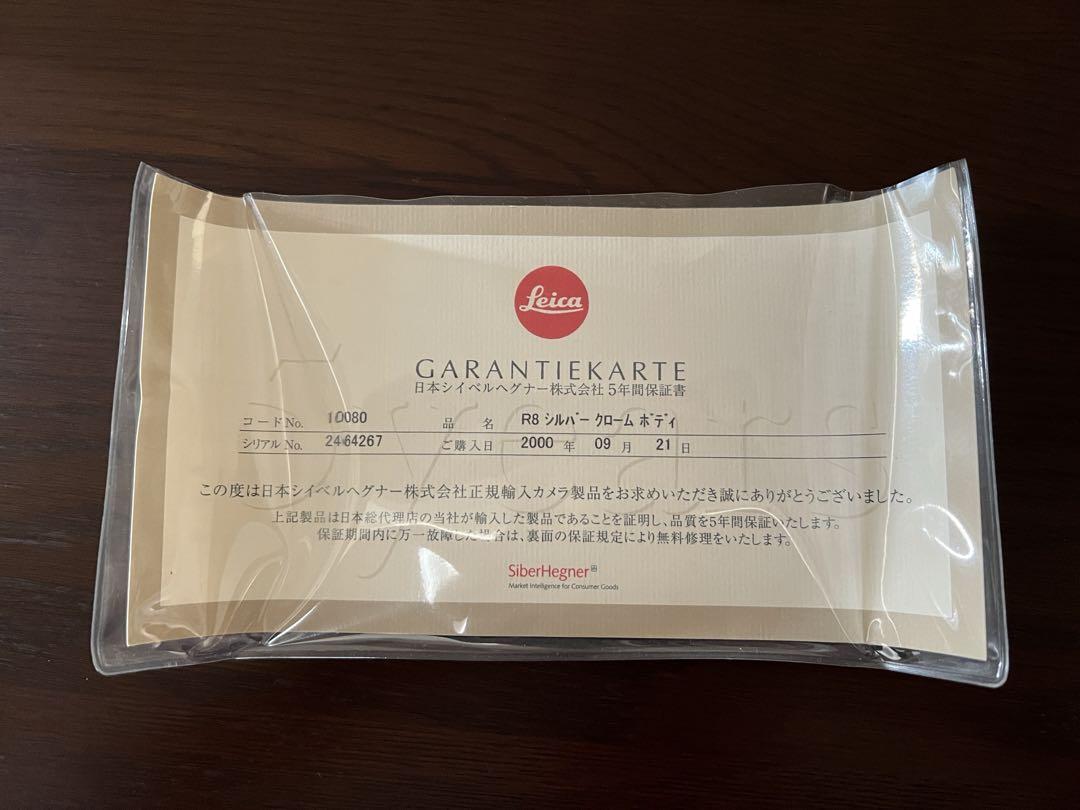 Leica
GARANTIEKARTE
日本シイベルヘグナー株式会社 5年間保証書
コードNo. 10080 品 名 R8 シルバー クローム ボディ
シリアルNo. 2464267 ご購入日 2000 年 09 月 21 日
5 years
この度は日本シイベルヘグナー株式会社正規輸入カメラ製品をお求めいただき誠にありがとうございました。
上記製品は日本総代理店の当社が輸入した製品であることを証明し、品質を5年間保証いたします。
保証期間内に万一故障した場合は、裏面の保証規定により無料修理をいたします。
SiberHegner
Market Intelligence for Consumer Goods